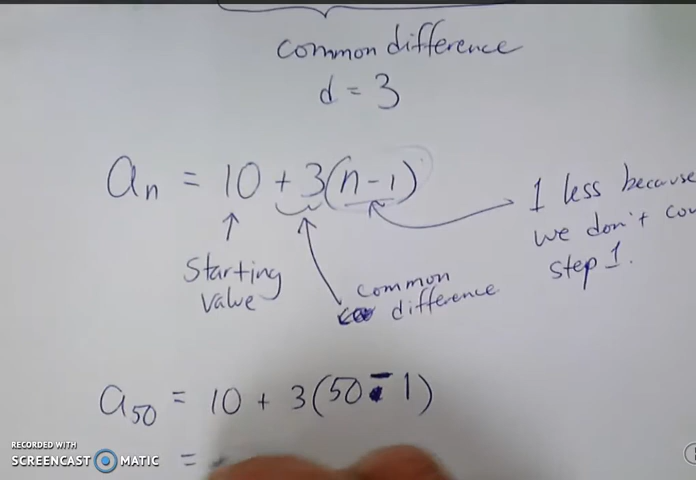 common difference
d = 3
an = 10 + 3(n-1)
1 less because
we don't
step 1.
Starting
value
common
difference
a50 = 10 + 3(50 - 1)
=
RECORDED WITH
SCREENCAST MATIC